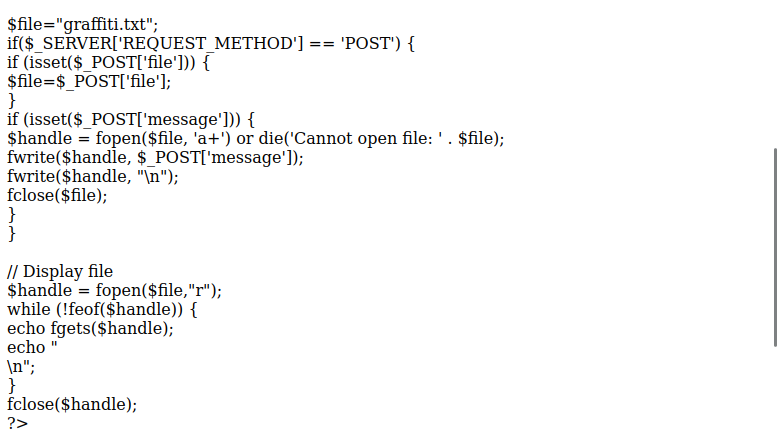 $file="graffiti.txt";
if($_SERVER['REQUEST_METHOD'] == 'POST') {
if (isset($_POST['file'])) {
$file=$_POST['file'];
}
if (isset($_POST['message'])) {
$handle = fopen($file, 'a+') or die('Cannot open file: ' . $file);
fwrite($handle, $_POST['message']);
fwrite($handle, "\n");
fclose($file);
}
}

// Display file
$handle = fopen($file,"r");
while (!feof($handle)) {
echo fgets($handle);
echo "
\n";
}
fclose($handle);
?>